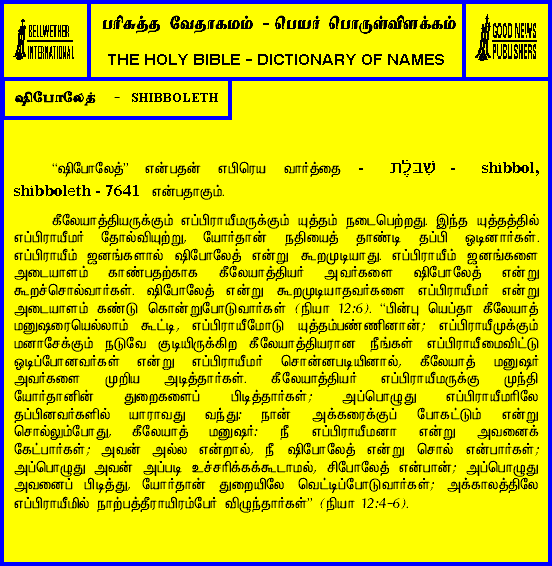 BELLWETHER
INTERNATIONAL
பரிசுத்த வேதாகமம் - பெயர் பொருள்விளக்கம்
THE HOLY BIBLE - DICTIONARY OF NAMES
GOOD NEWS
PUBLISHERS
ஷிபோலேத் - SHIBBOLETH
“ஷிபோலேத்” என்பதன் எபிரெய வார்த்தை - שִׁבֹּלֶת - shibbol,
shibboleth - 7641 என்பதாகும்.
கீலேயாத்தியருக்கும் எப்பிராயீமருக்கும் யுத்தம் நடைபெற்றது. இந்த யுத்தத்தில்
எப்பிராயீமர் தோல்வியுற்று, யோர்தான் நதியைத் தாண்டி தப்பி ஓடினார்கள்.
எப்பிராயீம் ஜனங்களால் ஷிபோலேத் என்று கூறமுடியாது. எப்பிராயீம் ஜனங்களை
அடையாளம் காண்பதற்காக கீலேயாத்தியர் அவர்களை ஷிபோலேத் என்று
கூறச்சொல்வார்கள். ஷிபோலேத் என்று கூறமுடியாதவர்களை எப்பிராயீமர் என்று
அடையாளம் கண்டு கொன்றுபோடுவார்கள் (நியா 12:6). “பின்பு யெப்தா கீலேயாத்
மனுஷரையெல்லாம் கூட்டி, எப்பிராயீமோடு யுத்தம்பண்ணினான்; எப்பிராயீமுக்கும்
மனாசேக்கும் நடுவே குடியிருக்கிற கீலேயாத்தியரான நீங்கள் எப்பிராயீமைவிட்டு
ஓடிப்போனவர்கள் என்று எப்பிராயீமர் சொன்னபடியினால், கீலேயாத் மனுஷர்
அவர்களை முறிய அடித்தார்கள். கீலேயாத்தியர் எப்பிராயீமருக்கு முந்தி
யோர்தானின் துறைகளைப் பிடித்தார்கள்; அப்பொழுது எப்பிராயீமரிலே
தப்பினவர்களில் யாராவது வந்து: நான் அக்கரைக்குப் போகட்டும் என்று
சொல்லும்போது, கீலேயாத் மனுஷர்: நீ எப்பிராயீமனா என்று அவனைக்
கேட்பார்கள்; அவன் அல்ல என்றால், நீ ஷிபோலேத் என்று சொல் என்பார்கள்;
அப்பொழுது அவன் அப்படி உச்சரிக்கக்கூடாமல், சிபோலேத் என்பான்; அப்பொழுது
அவனைப் பிடித்து, யோர்தான் துறையிலே வெட்டிப்போடுவார்கள்; அக்காலத்திலே
எப்பிராயீமில் நாற்பத்தீராயிரம்பேர் விழுந்தார்கள்” (நியா 12:4-6).